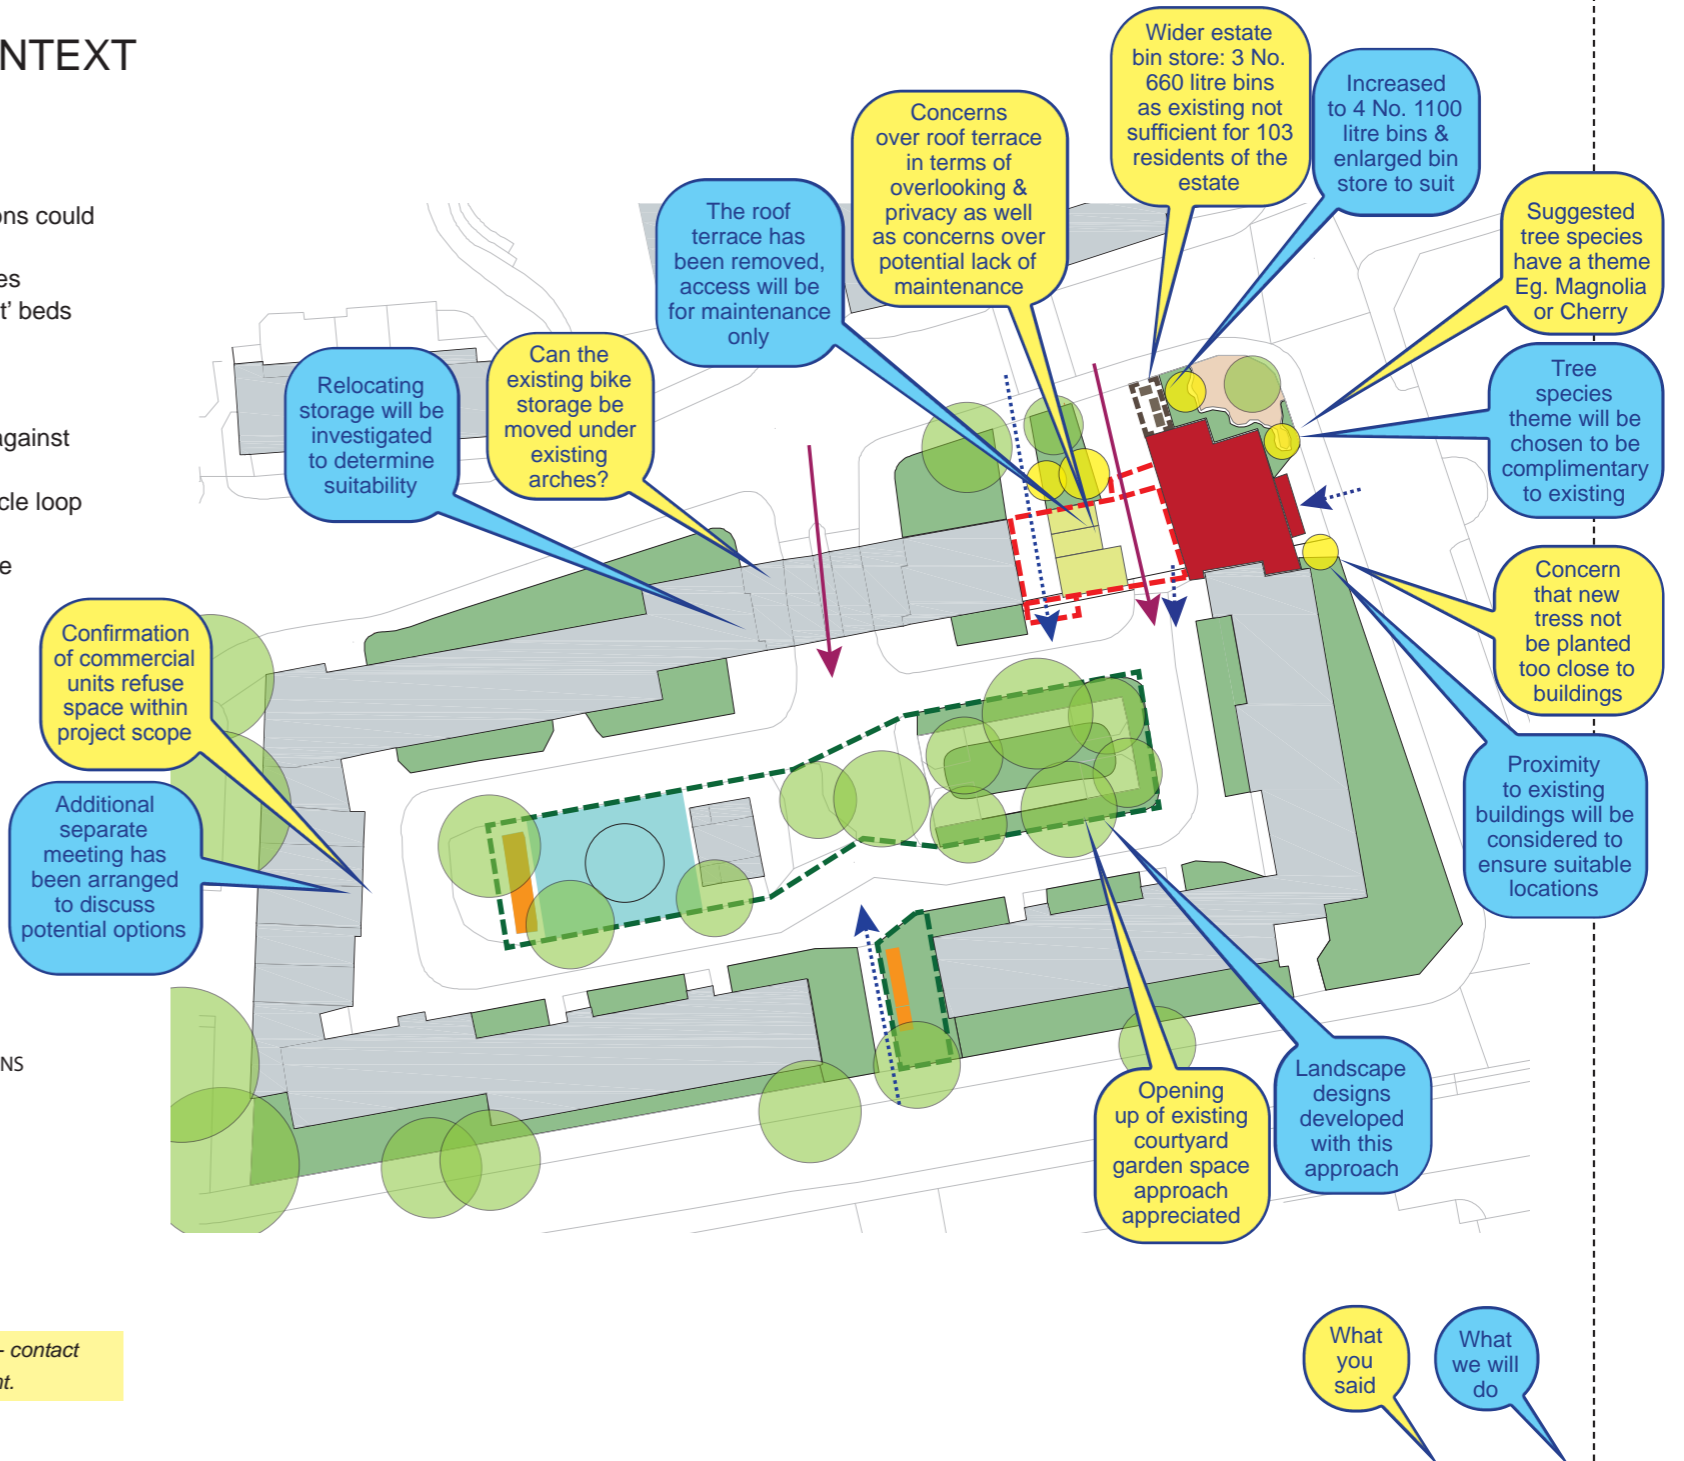 NTEXT
ons could
es
t' beds
against
cle loop
e
NS
- contact
nt.
Wider estate
bin store: 3 No.
660 litre bins
as existing not
sufficient for 103
residents of the
estate
Increased
to 4 No. 1100
litre bins &
enlarged bin
store to suit
Concerns
over roof terrace
in terms of
overlooking &
privacy as well
as concerns over
potential lack of
maintenance
The roof
terrace has
been removed,
access will be
for maintenance
only
Suggested
tree species
have a theme
Eg. Magnolia
or Cherry
Tree
species
theme will be
chosen to be
complimentary
to existing
Can the
existing bike
storage be
moved under
existing
arches?
Relocating
storage will be
investigated
to determine
suitability
Concern
that new
tress not
be planted
too close to
buildings
Proximity
to existing
buildings will be
considered to
ensure suitable
locations
Confirmation
of commercial
units refuse
space within
project scope
Additional
separate
meeting has
been arranged
to discuss
potential options
Opening
up of existing
courtyard
garden space
approach
appreciated
Landscape
designs
developed
with this
approach
What
you
said
What
we will
do